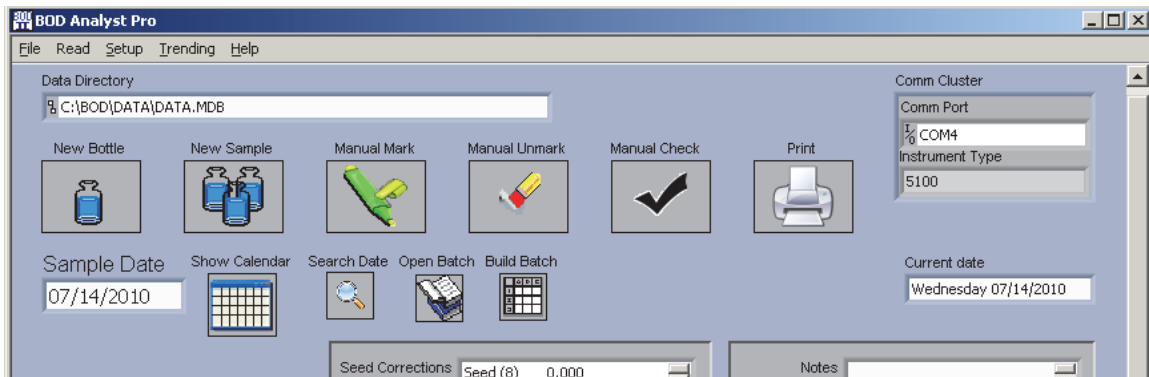 BOD Analyst Pro
File Read Setup Trending Help
Data Directory
C:\BOD\DATA\DATA.MDB
Comm Cluster
Comm Port
COM4
Instrument Type
5100
New Bottle New Sample Manual Mark Manual Unmark Manual Check Print
Sample Date
07/14/2010
Show Calendar Search Date Open Batch Build Batch
Current date
Wednesday 07/14/2010
Seed Corrections Seed (8) 0.000
Notes